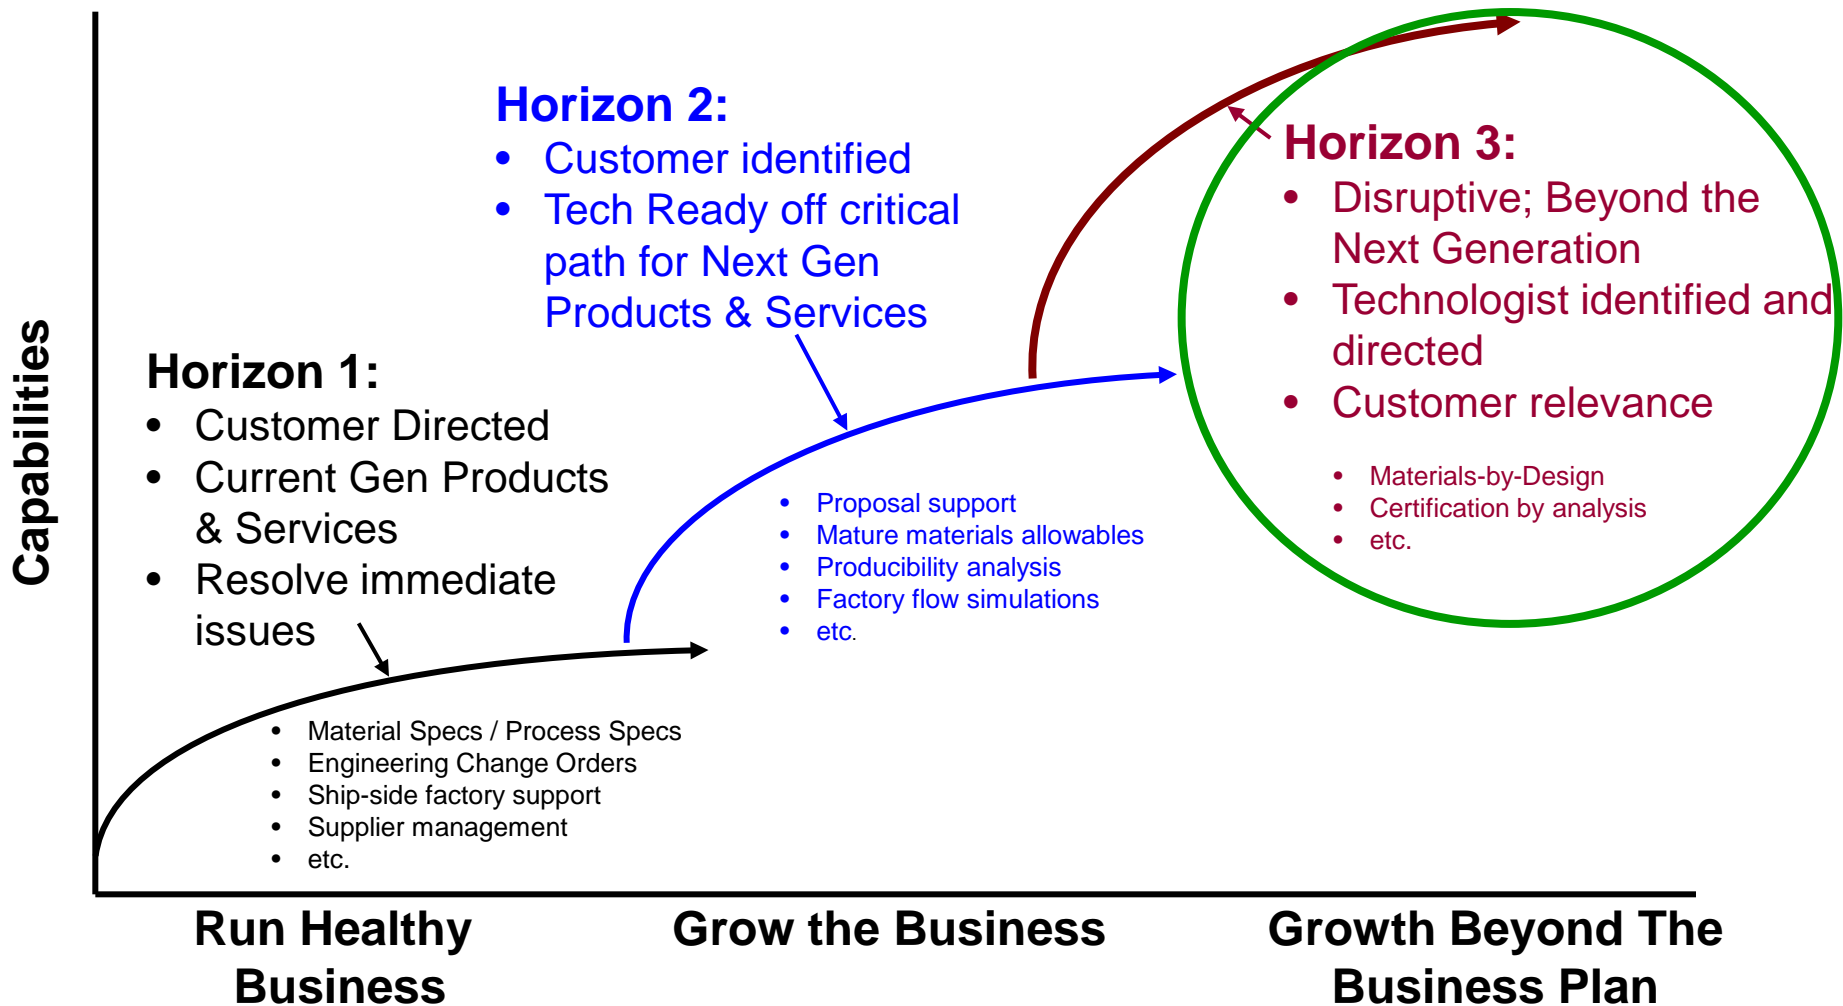 Capabilities
Horizon 1:
• Customer Directed
• Current Gen Products
& Services
• Resolve immediate
issues
• Material Specs / Process Specs
• Engineering Change Orders
• Ship-side factory support
• Supplier management
• etc.
Horizon 2:
• Customer identified
• Tech Ready off critical
path for Next Gen
Products & Services
• Proposal support
• Mature materials allowables
• Producibility analysis
• Factory flow simulations
• etc.
Horizon 3:
• Disruptive; Beyond the
Next Generation
• Technologist identified and
directed
• Customer relevance
• Materials-by-Design
• Certification by analysis
• etc.
Run Healthy
Business
Grow the Business
Growth Beyond The
Business Plan